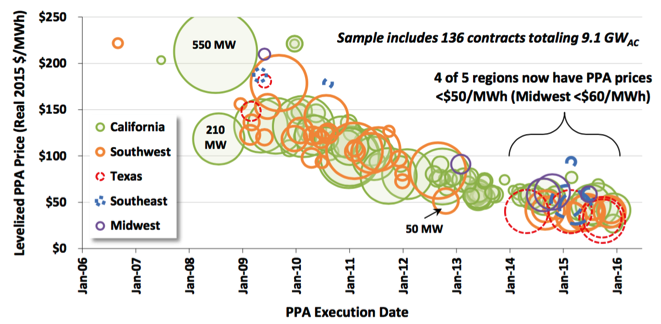 $250
$200
$150
$100
$50
$0
Levelized PPA Price (Real 2015 $/MWh)
Sample includes 136 contracts totaling 9.1 GWAC
4 of 5 regions now have PPA prices
<$50/MWh (Midwest <$60/MWh)
550 MW
210
MW
50 MW
California
Southwest
Texas
Southeast
Midwest
Jan-06
Jan-07
Jan-08
Jan-09
Jan-10
Jan-11
Jan-12
Jan-13
Jan-14
Jan-15
Jan-16
PPA Execution Date